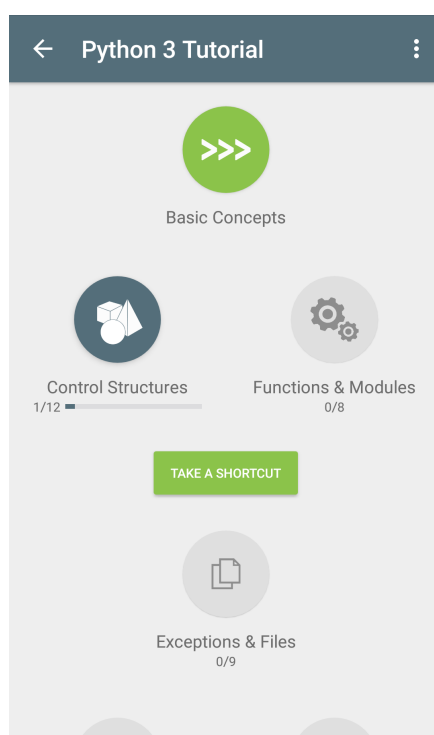 Python 3 Tutorial
>>>
Basic Concepts
Control Structures
1/12
Functions & Modules
0/8
TAKE A SHORTCUT
Exceptions & Files
0/9